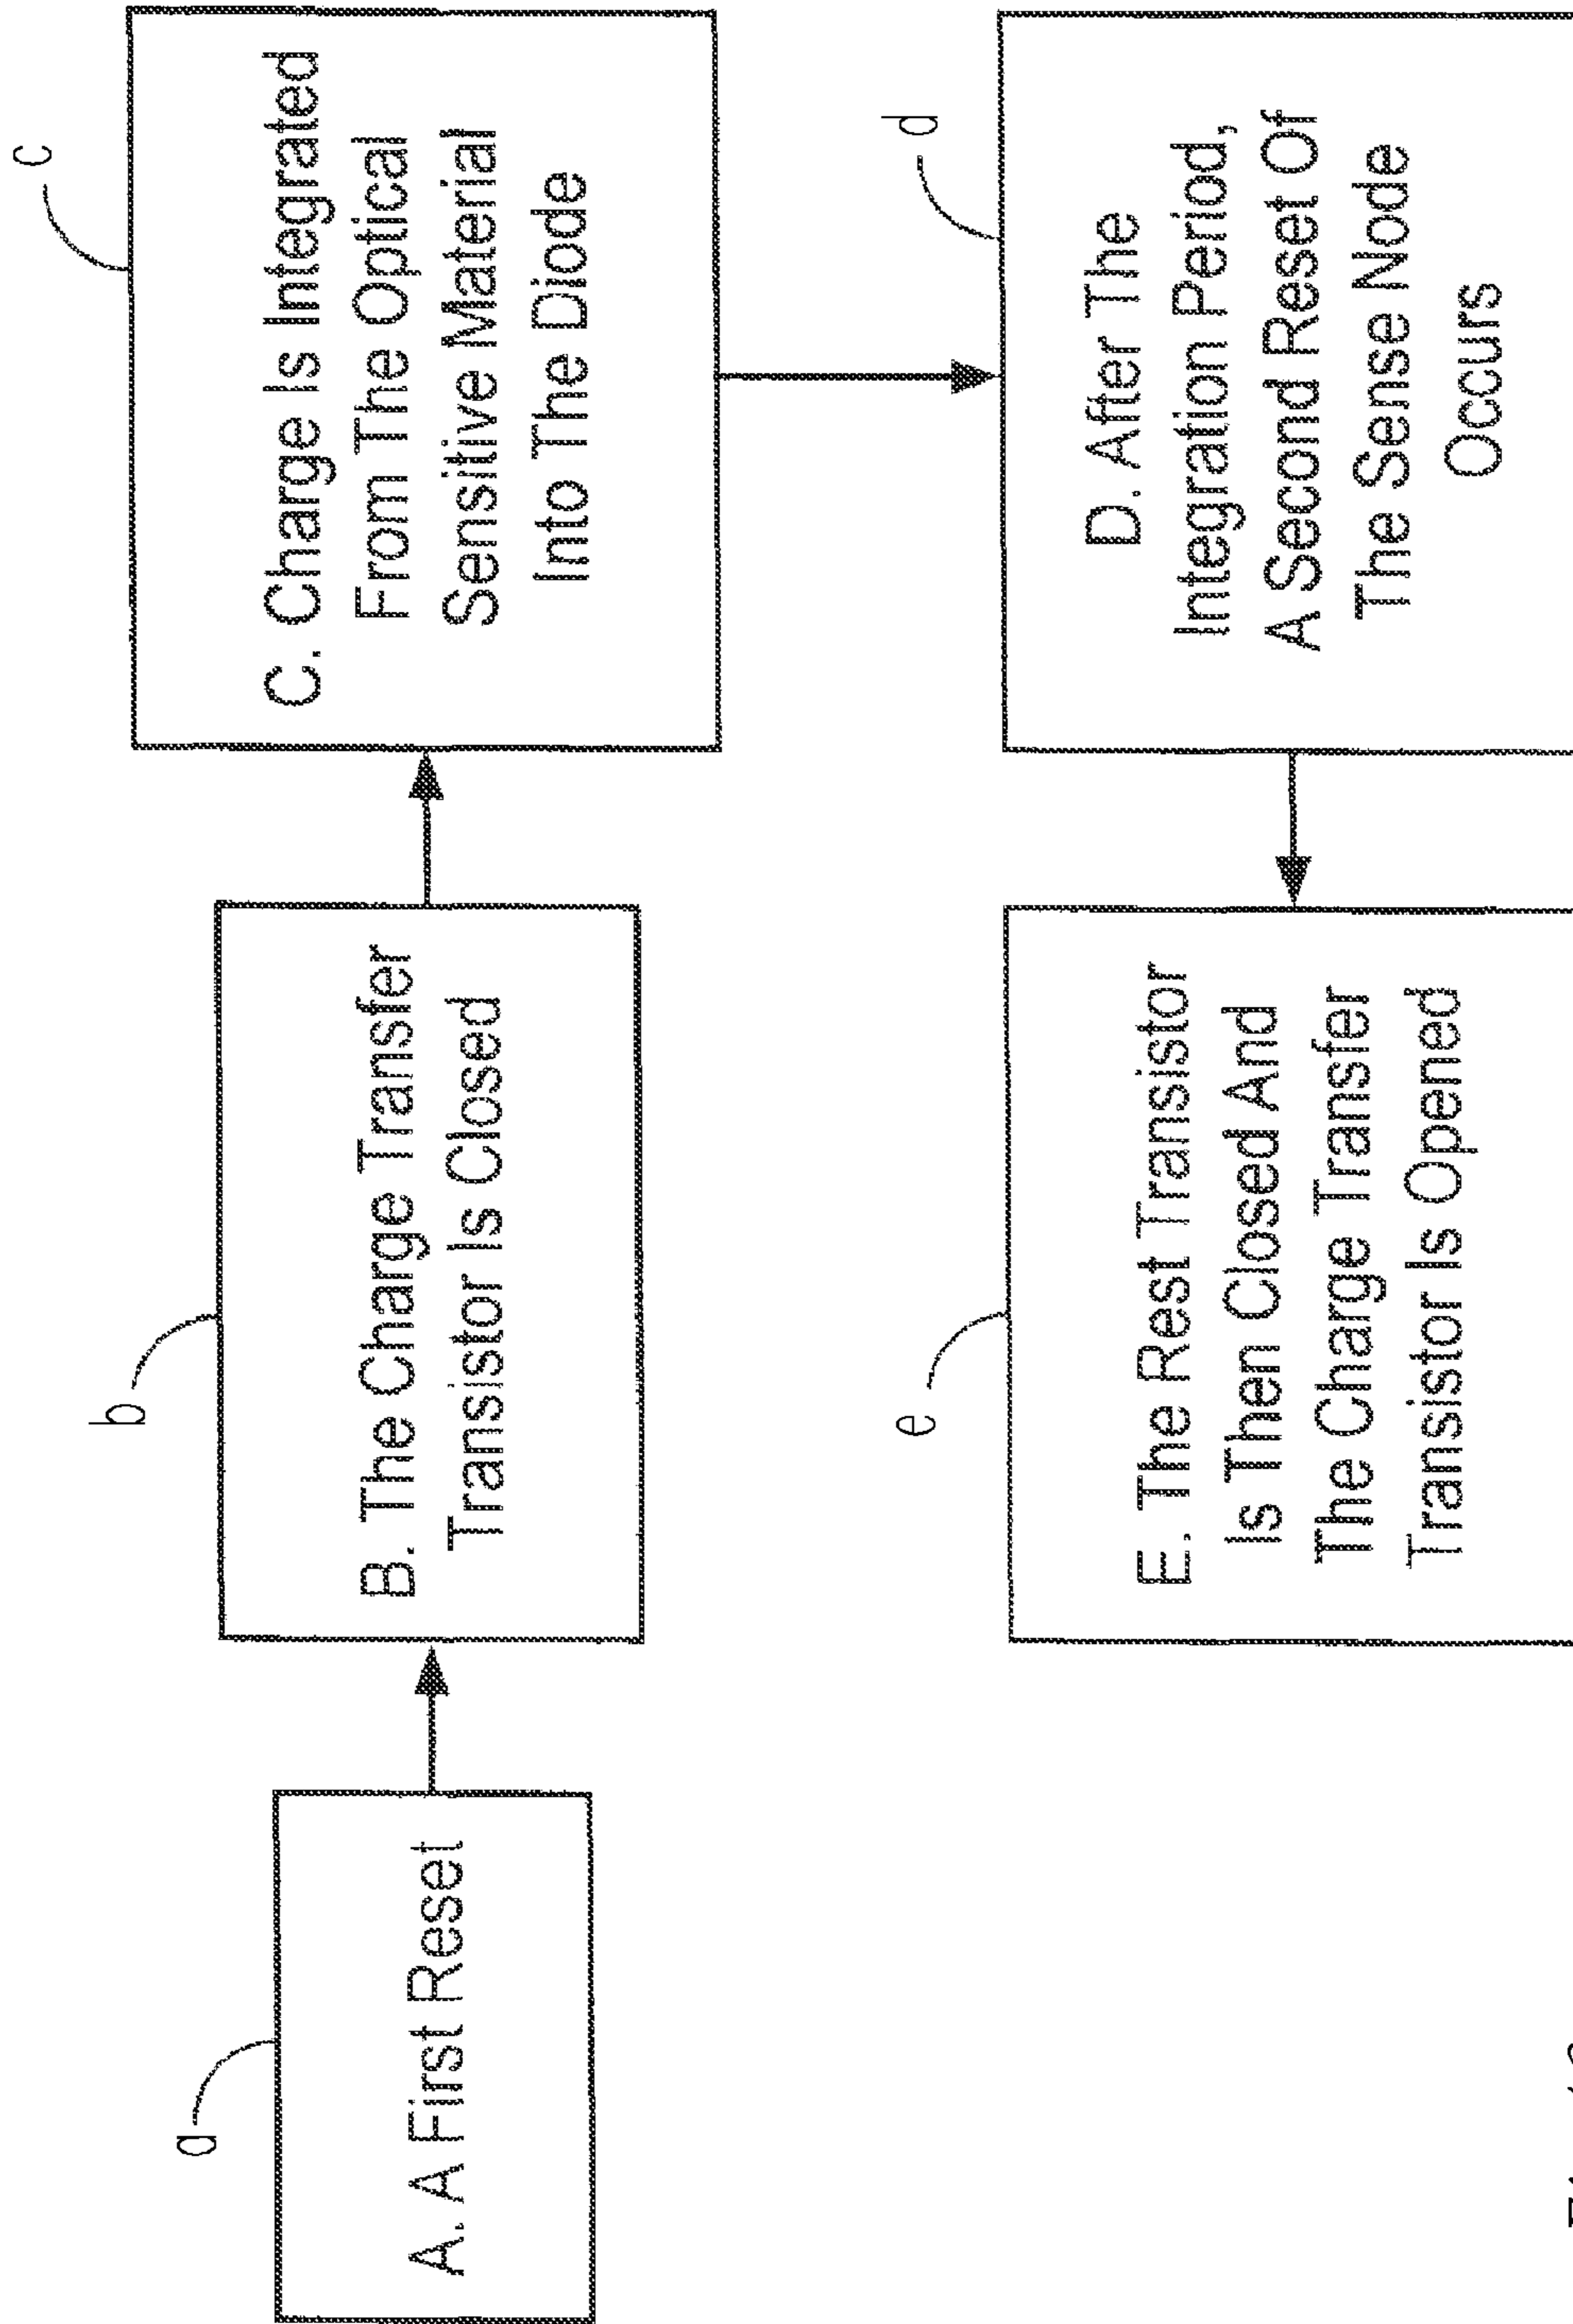 a
A. A First Reset
b
B. The Charge Transfer
Transistor Is Closed
c
C. Charge Is Integrated
From The Optical
Sensitive Material
Into The Diode
d
D. After The
Integration Period,
A Second Reset Of
The Sense Node
Occurs
e
E. The Rest Transistor
Is Then Closed And
The Charge Transfer
Transistor Is Opened